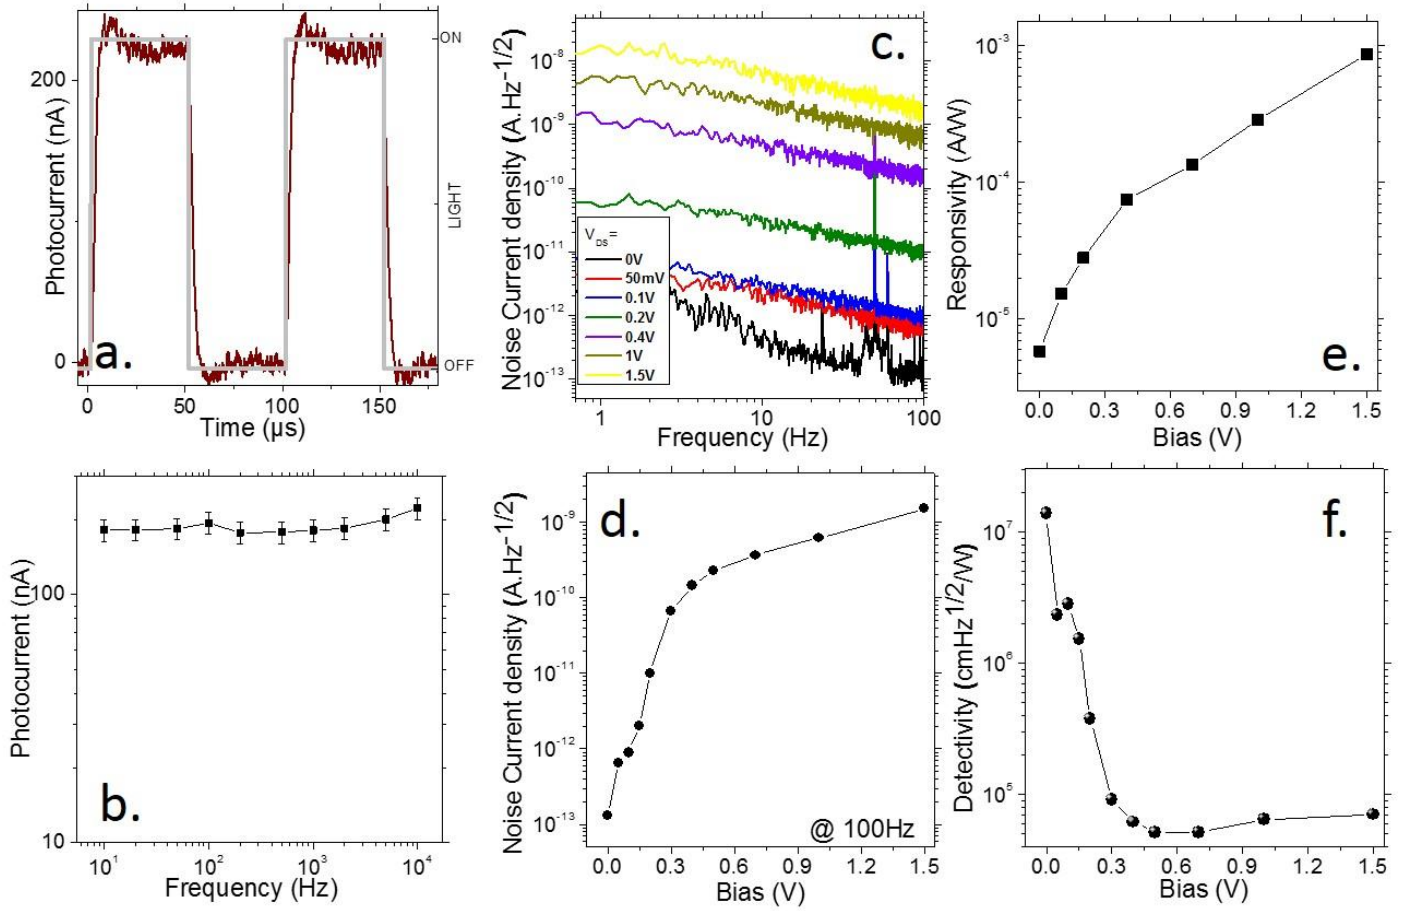 Photocurrent (nA)
200
0
a.
ON
LIGHT
OFF
0
50
100
150
Time (µs)
Noise Current density (A.Hz⁻¹/²)
10⁻⁸
10⁻⁹
10⁻¹⁰
10⁻¹¹
10⁻¹²
10⁻¹³
c.
V_DS=
0V
50mV
0.1V
0.2V
0.4V
1V
1.5V
1
10
100
Frequency (Hz)
Responsivity (A/W)
10⁻³
10⁻⁴
10⁻⁵
e.
0.0
0.3
0.6
0.9
1.2
1.5
Bias (V)
Photocurrent (nA)
100
10
b.
10¹
10²
10³
10⁴
Frequency (Hz)
Noise Current density (A.Hz⁻¹/²)
10⁻⁹
10⁻¹⁰
10⁻¹¹
10⁻¹²
10⁻¹³
d.
@ 100Hz
0.0
0.3
0.6
0.9
1.2
1.5
Bias (V)
Detectivity (cmHz¹/²/W)
10⁷
10⁶
10⁵
f.
0.0
0.3
0.6
0.9
1.2
1.5
Bias (V)